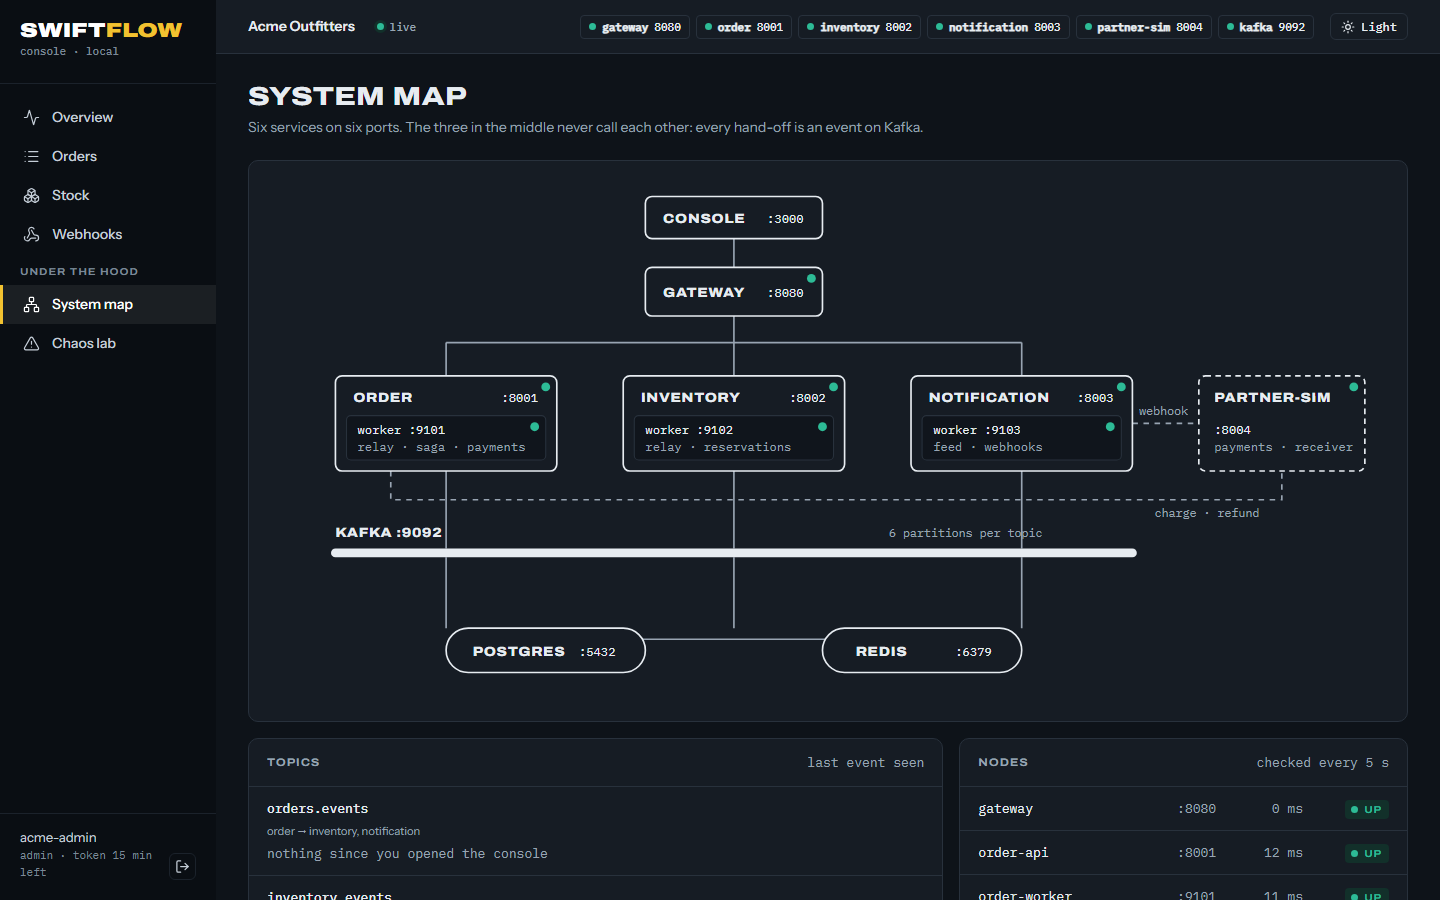 SWIFTFLOW
console · local
Overview
Orders
Stock
Webhooks
UNDER THE HOOD
System map
Chaos lab
acme-admin
admin · token 15 min
left
Acme Outfitters
live
gateway 8080
order 8001
inventory 8002
notification 8003
partner-sim 8004
kafka 9092
Light
SYSTEM MAP
Six services on six ports. The three in the middle never call each other: every hand-off is an event on Kafka.
CONSOLE :3000
GATEWAY :8080
ORDER :8001
worker :9101
relay · saga · payments
INVENTORY :8002
worker :9102
relay · reservations
NOTIFICATION :8003
worker :9103
feed · webhooks
webhook
PARTNER-SIM
:8004
payments · receiver
charge · refund
KAFKA :9092
6 partitions per topic
POSTGRES :5432
REDIS :6379
TOPICS
last event seen
orders.events
order → inventory, notification
nothing since you opened the console
inventory.events
NODES
checked every 5 s
gateway :8080 0 ms UP
order-api :8001 12 ms UP
order-worker :9101 11 ms UP